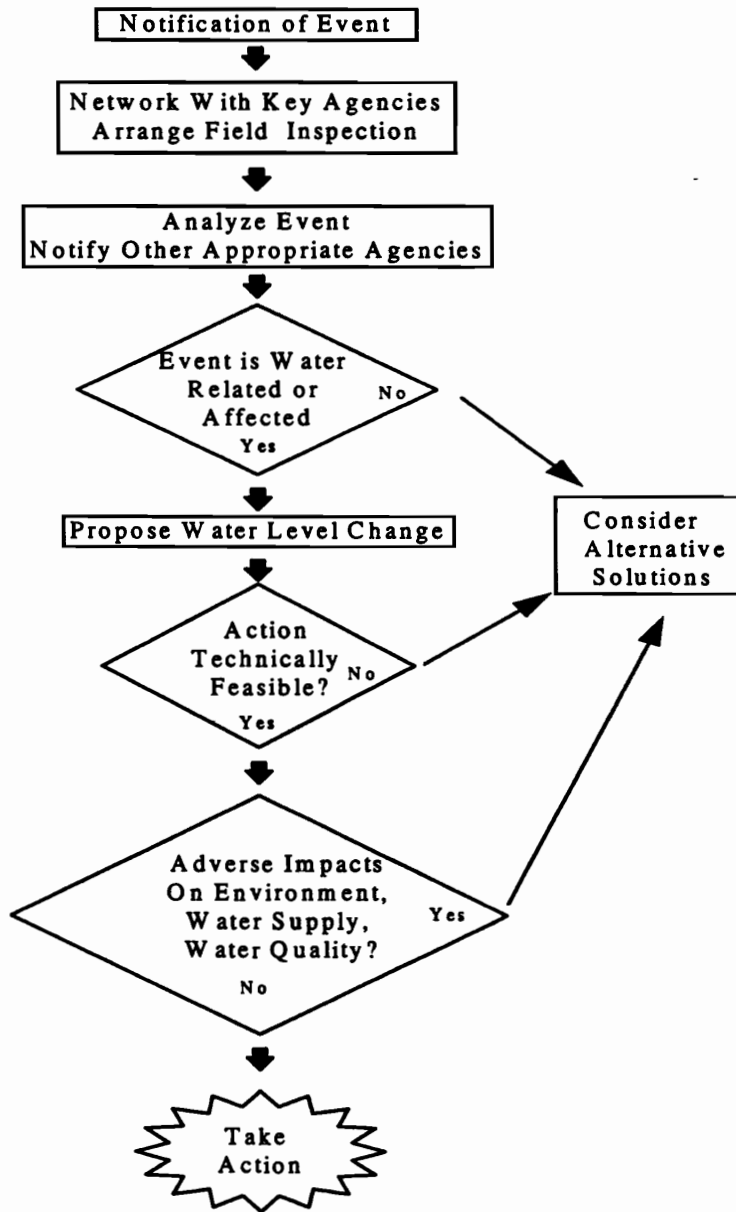 Notification of Event
Network With Key Agencies
Arrange Field Inspection
Analyze Event
Notify Other Appropriate Agencies
Event is Water
Related or
Affected
No
Yes
Propose Water Level Change
Consider
Alternative
Solutions
Action
Technically
Feasible?
No
Yes
Adverse Impacts
On Environment,
Water Supply,
Water Quality?
Yes
No
Take
Action